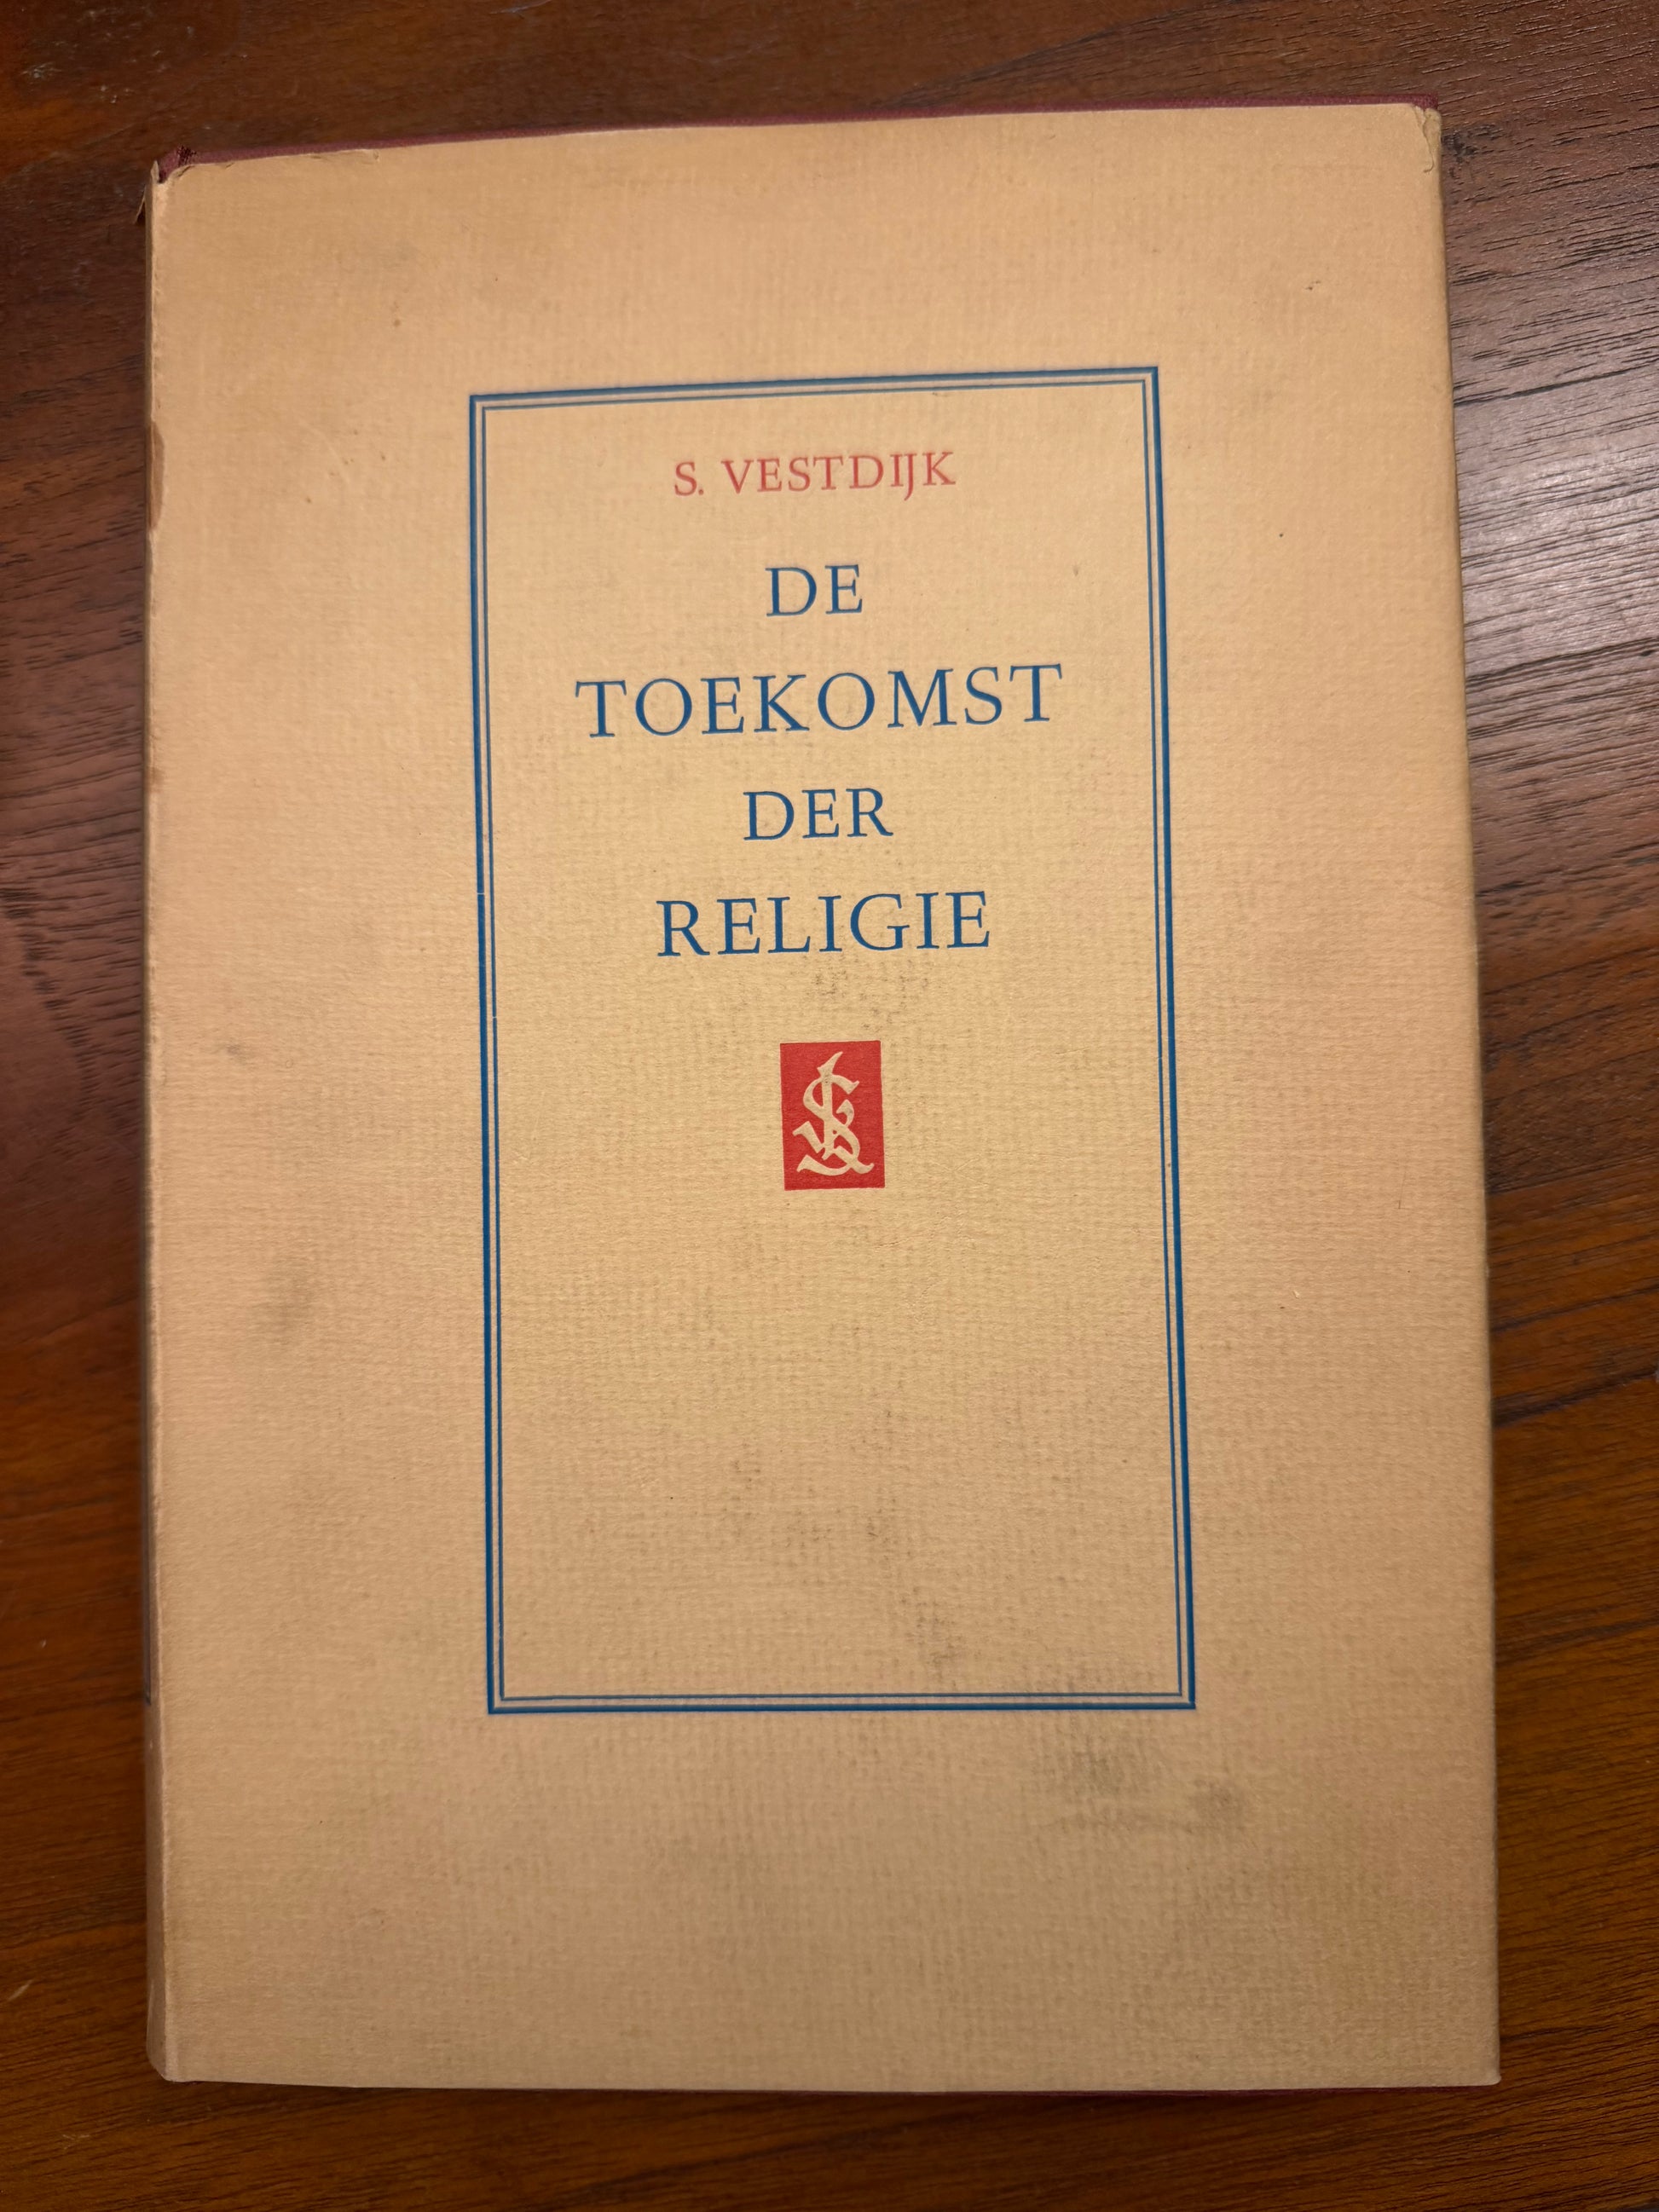 S. VESTDIJK
DE
TOEKOMST
DER
RELIGIE